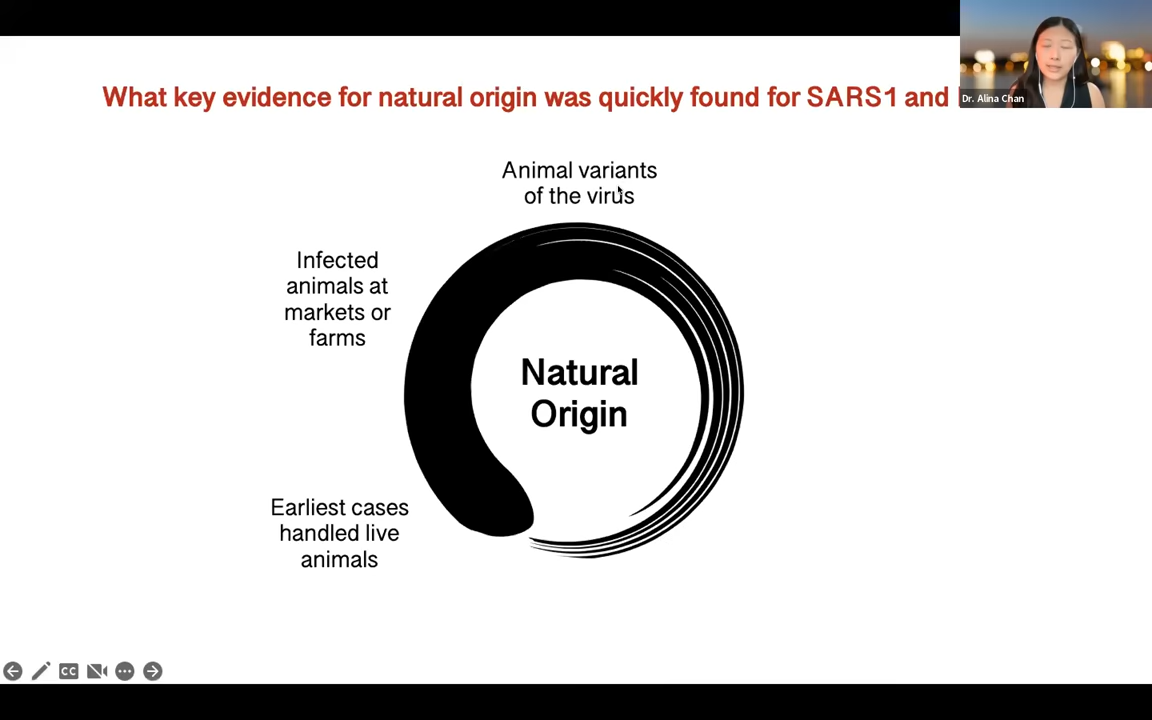 What key evidence for natural origin was quickly found for SARS1 and
Dr. Alina Chan
Animal variants
of the virus
Infected
animals at
markets or
farms
Natural
Origin
Earliest cases
handled live
animals
CC